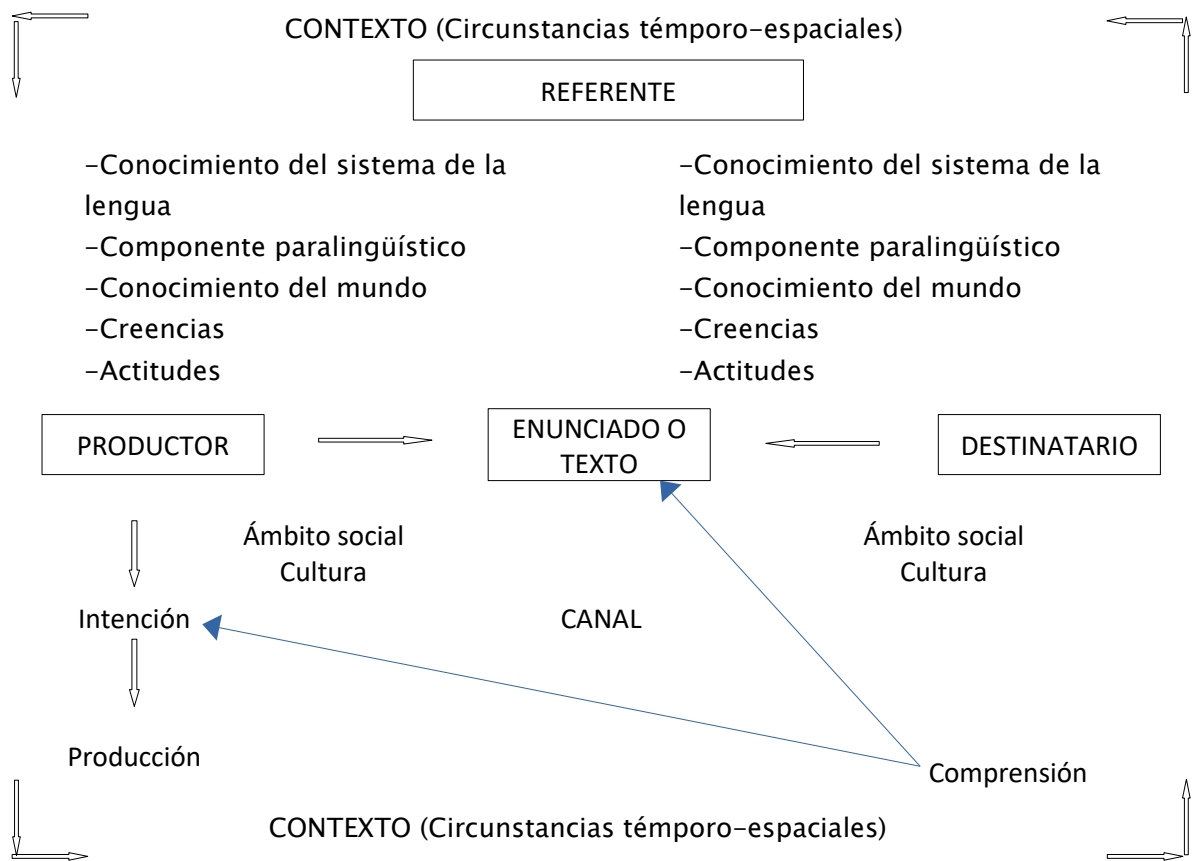 CONTEXTO (Circunstancias témporo-espaciales)
REFERENTE
-Conocimiento del sistema de la
lengua
-Componente paralingüístico
-Conocimiento del mundo
-Creencias
-Actitudes
-Conocimiento del sistema de la
lengua
-Componente paralingüístico
-Conocimiento del mundo
-Creencias
-Actitudes
PRODUCTOR
ENUNCIADO O
TEXTO
DESTINATARIO
Ámbito social
Cultura
Ámbito social
Cultura
Intención
CANAL
Producción
Comprensión
CONTEXTO (Circunstancias témporo-espaciales)